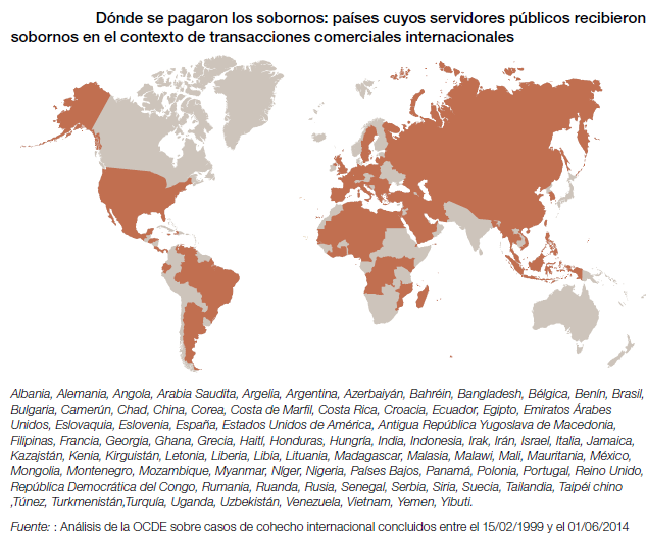 Dónde se pagaron los sobornos: países cuyos servidores públicos recibieron
sobornos en el contexto de transacciones comerciales internacionales
Albania, Alemania, Angola, Arabia Saudita, Argelia, Argentina, Azerbaiyán, Bahréin, Bangladesh, Bélgica, Benín, Brasil,
Bulgaria, Camerún, Chad, China, Corea, Costa de Marfil, Costa Rica, Croacia, Ecuador, Egipto, Emiratos Árabes
Unidos, Eslovaquia, Eslovenia, España, Estados Unidos de América, Antigua República Yugoslava de Macedonia,
Filipinas, Francia, Georgia, Ghana, Grecia, Haití, Honduras, Hungría, India, Indonesia, Irak, Irán, Israel, Italia, Jamaica,
Kazajstán, Kenia, Kirguistán, Letonia, Liberia, Libia, Lituania, Madagascar, Malasia, Malawi, Mali, Mauritania, México,
Mongolia, Montenegro, Mozambique, Myanmar, Niger, Nigeria, Países Bajos, Panamá, Polonia, Portugal, Reino Unido,
República Democrática del Congo, Rumania, Ruanda, Rusia, Senegal, Serbia, Siria, Suecia, Tailandia, Taipéi chino
,Túnez, Turkmenistán,Turquía, Uganda, Uzbekistán, Venezuela, Vietnam, Yemen, Yibuti.
Fuente: : Análisis de la OCDE sobre casos de cohecho internacional concluidos entre el 15/02/1999 y el 01/06/2014